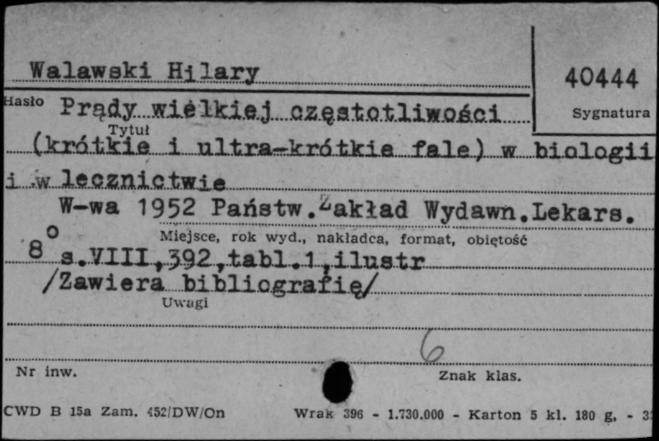 Walawski Hilary
40444
Hasło Prądy wielkiej częstotliwości Sygnatura
Tytuł
(krótkie i ultra-krótkie fale) w biologii
i w lecznictwie
W-wa 1952 Państw.Zakład Wydawn.Lekars.
Miejsce, rok wyd., nakładca, format, obiętość
8° s.VIII,392,tabl.1,ilustr
/Zawiera bibliografię/
Uwagi
6
Nr inw. Znak klas.
CWD B 15a Zam. 452/DW/On Wrak 396 - 1.730.000 - Karton 5 kl. 180 g, -